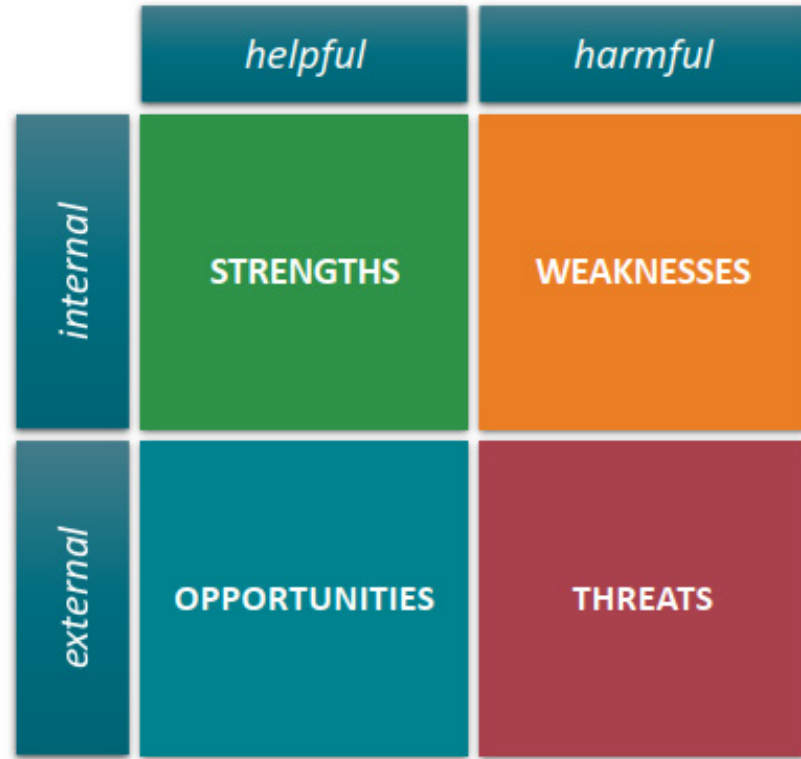 helpful
harmful
internal
STRENGTHS
WEAKNESSES
external
OPPORTUNITIES
THREATS